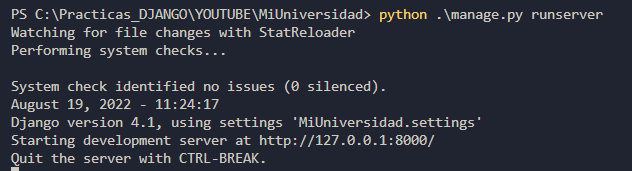 PS C:\Practicas_DJANGO\YOUTUBE\MiUniversidad> python .\manage.py runserver
Watching for file changes with StatReloader
Performing system checks...
System check identified no issues (0 silenced).
August 19, 2022 - 11:24:17
Django version 4.1, using settings 'MiUniversidad.settings'
Starting development server at http://127.0.0.1:8000/
Quit the server with CTRL-BREAK.